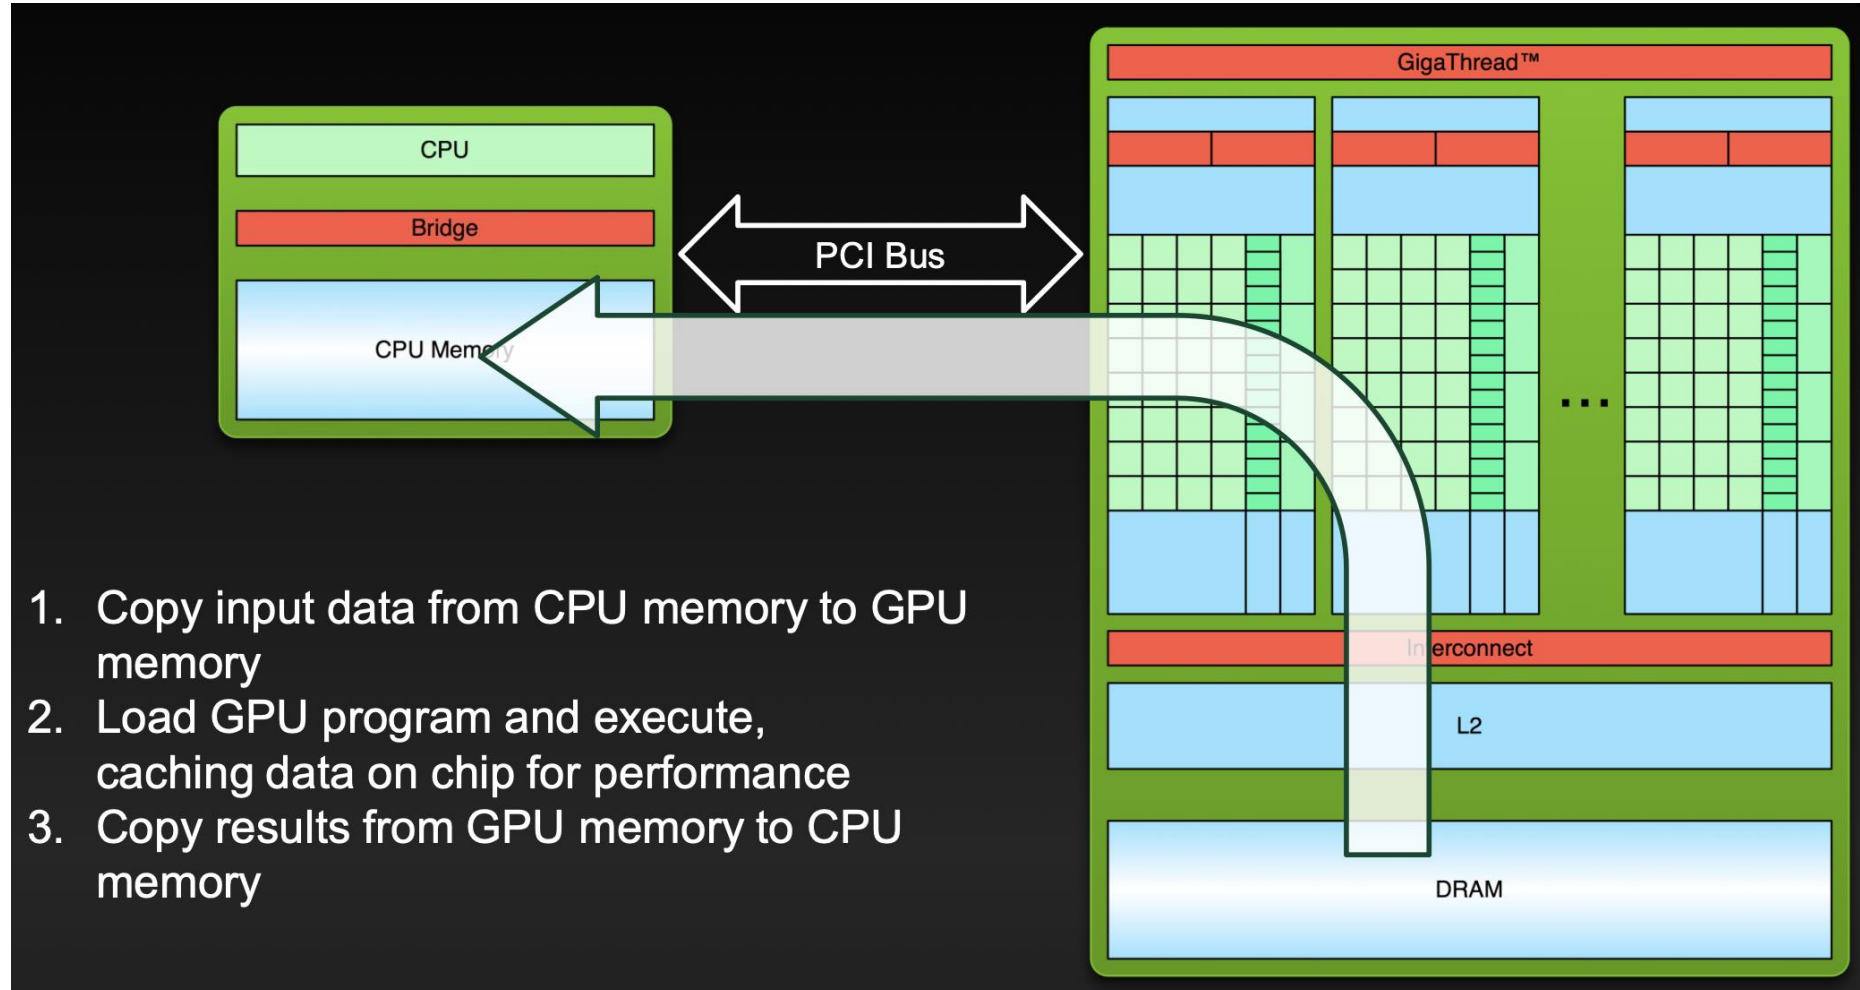 GigaThread™
CPU
Bridge
PCI Bus
CPU Memory
...
1. Copy input data from CPU memory to GPU
memory
2. Load GPU program and execute,
caching data on chip for performance
3. Copy results from GPU memory to CPU
memory
Interconnect
L2
DRAM